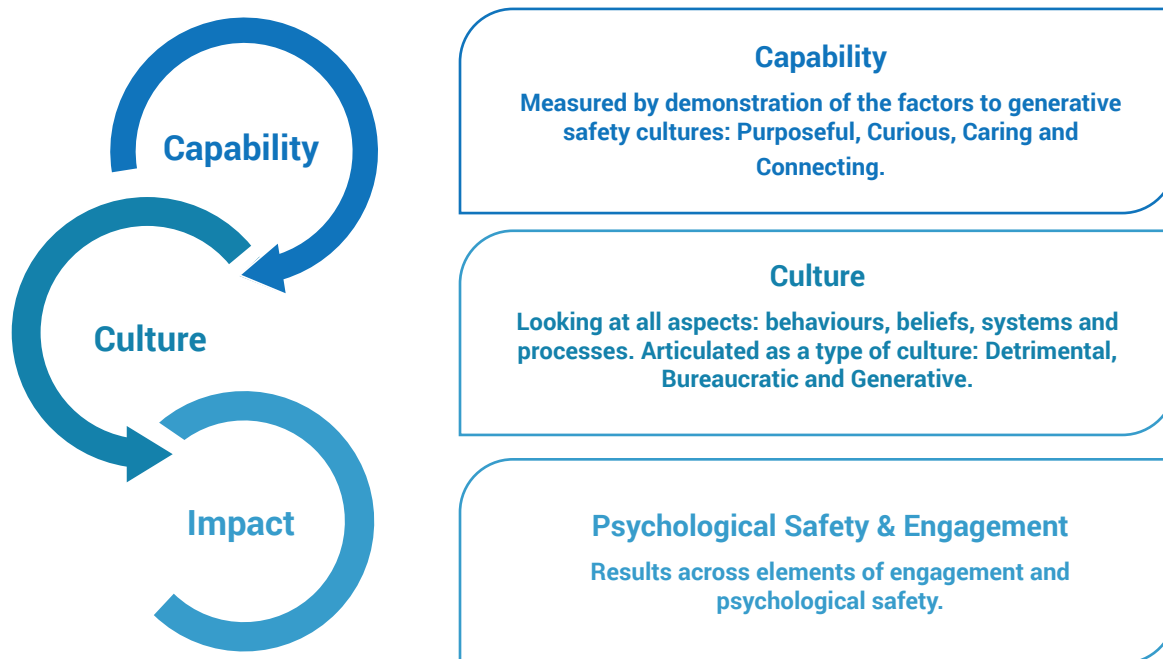 Capability
Capability
Measured by demonstration of the factors to generative
safety cultures: Purposeful, Curious, Caring and
Connecting.
Culture
Culture
Looking at all aspects: behaviours, beliefs, systems and
processes. Articulated as a type of culture: Detrimental,
Bureaucratic and Generative.
Impact
Psychological Safety & Engagement
Results across elements of engagement and
psychological safety.